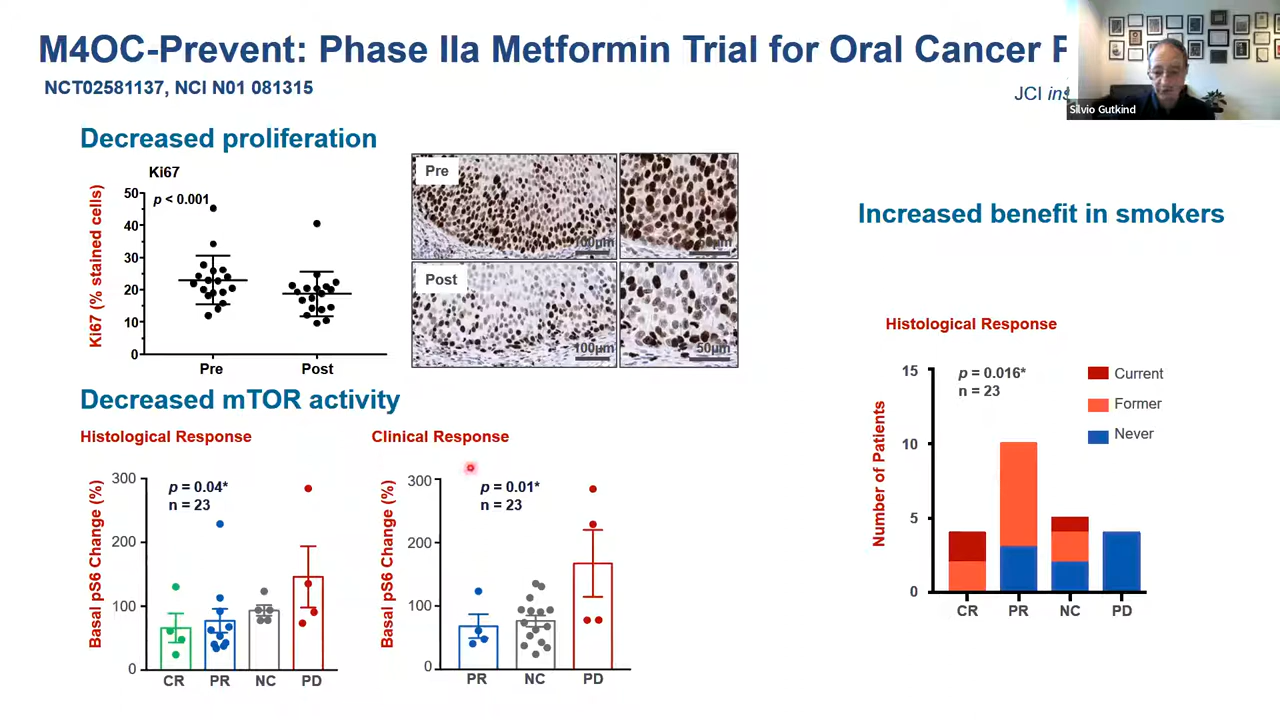 M4OC-Prevent: Phase IIa Metformin Trial for Oral Cancer
NCT02581137, NCI N01 081315
JCI
Silvio Gutkind
Decreased proliferation
Ki67
p < 0.001
Ki67 (% stained cells)
50
40
30
20
10
0
Pre
Post
Pre
100µm
Post
100µm
50µm
Decreased mTOR activity
Histological Response
Basal pS6 Change (%)
p = 0.04*
n = 23
300
200
100
0
CR
PR
NC
PD
Clinical Response
Basal pS6 Change (%)
p = 0.01*
n = 23
300
200
100
0
PR
NC
PD
Increased benefit in smokers
Histological Response
Number of Patients
p = 0.016*
n = 23
Current
Former
Never
15
10
5
0
CR
PR
NC
PD